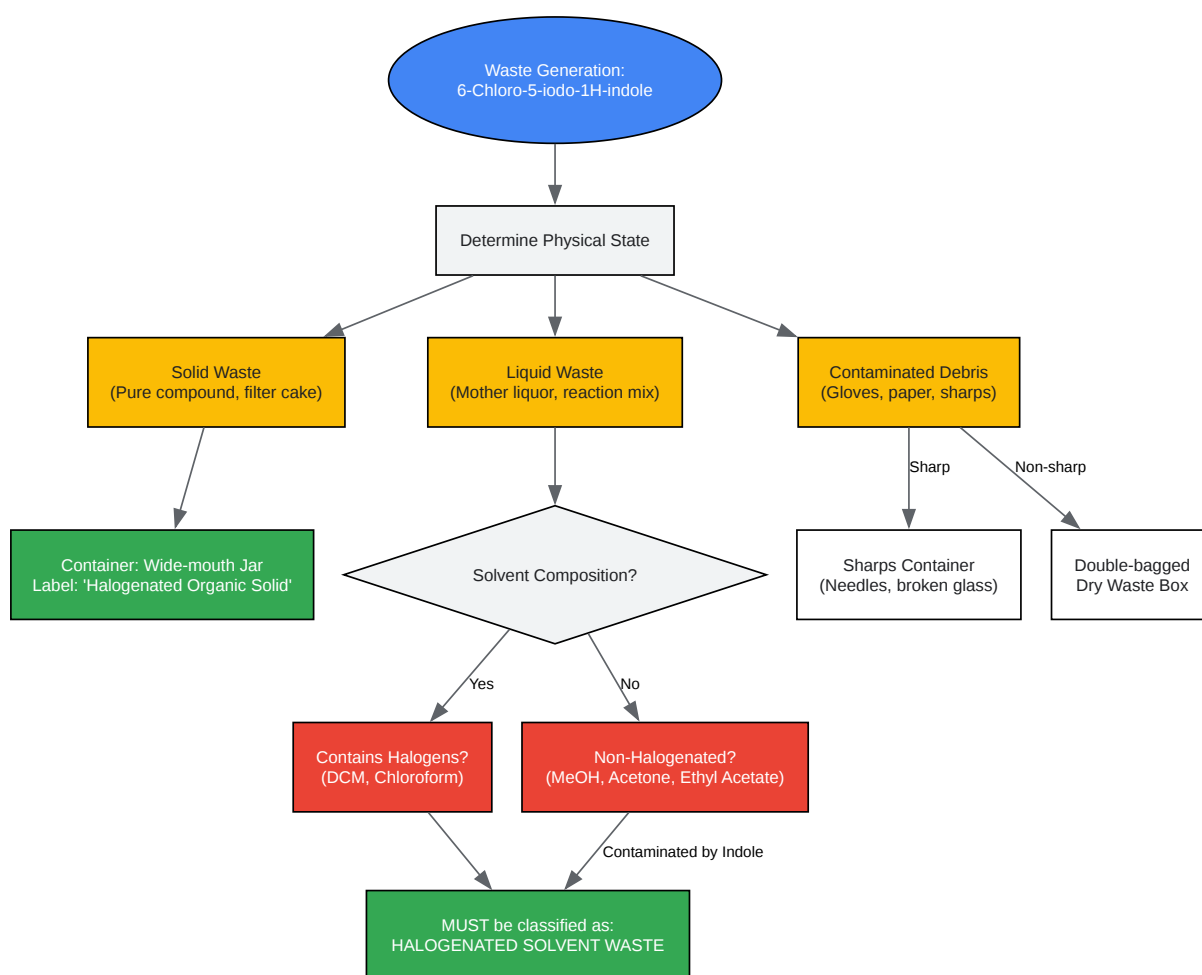 Waste Generation:
6-Chloro-5-iodo-1H-indole
Determine Physical State
Solid Waste
(Pure compound, filter cake)
Liquid Waste
(Mother liquor, reaction mix)
Contaminated Debris
(Gloves, paper, sharps)
Sharp
Non-sharp
Container: Wide-mouth Jar
Label: 'Halogenated Organic Solid'
Solvent Composition?
Sharps Container
(Needles, broken glass)
Double-bagged
Dry Waste Box
Yes
No
Contains Halogens?
(DCM, Chloroform)
Non-Halogenated?
(MeOH, Acetone, Ethyl Acetate)
Contaminated by Indole
MUST be classified as:
HALOGENATED SOLVENT WASTE